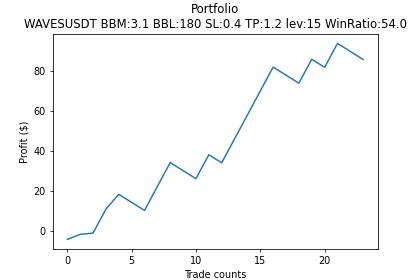 Portfolio
WAVESUSDT BBM:3.1 BBL:180 SL:0.4 TP:1.2 lev:15 WinRatio:54.0
Profit ($)
80
60
40
20
0
0 5 10 15 20
Trade counts